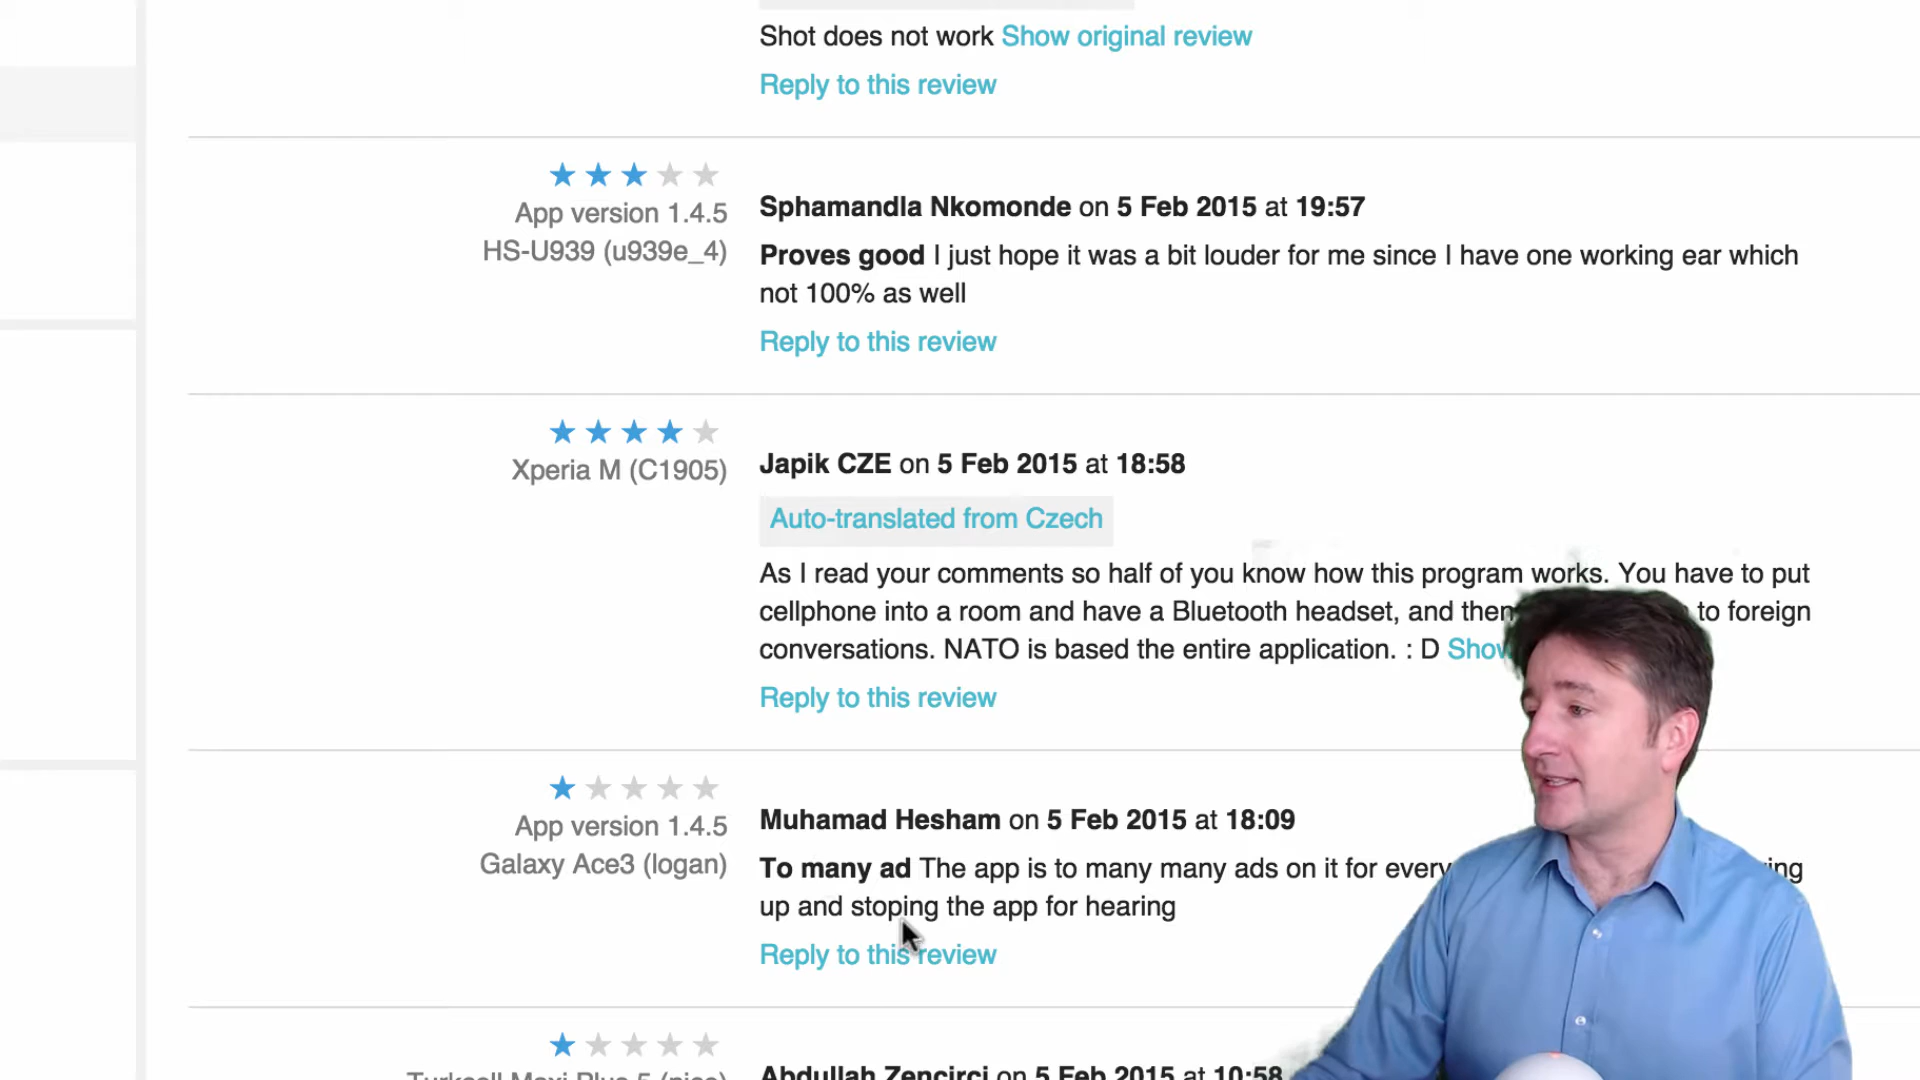 Shot does not work Show original review
Reply to this review
App version 1.4.5
HS-U939 (u939e_4)
Sphamandla Nkomonde on 5 Feb 2015 at 19:57
Proves good I just hope it was a bit louder for me since I have one working ear which
not 100% as well
Reply to this review
Xperia M (C1905)
Japik CZE on 5 Feb 2015 at 18:58
Auto-translated from Czech
As I read your comments so half of you know how this program works. You have to put
cellphone into a room and have a Bluetooth headset, and then to foreign
conversations. NATO is based the entire application. : D Show
Reply to this review
App version 1.4.5
Galaxy Ace3 (logan)
Muhamad Hesham on 5 Feb 2015 at 18:09
To many ad The app is to many many ads on it for every
up and stoping the app for hearing
Reply to this review
Abdullah Zencirci on 5 Feb 2015 at 10:58